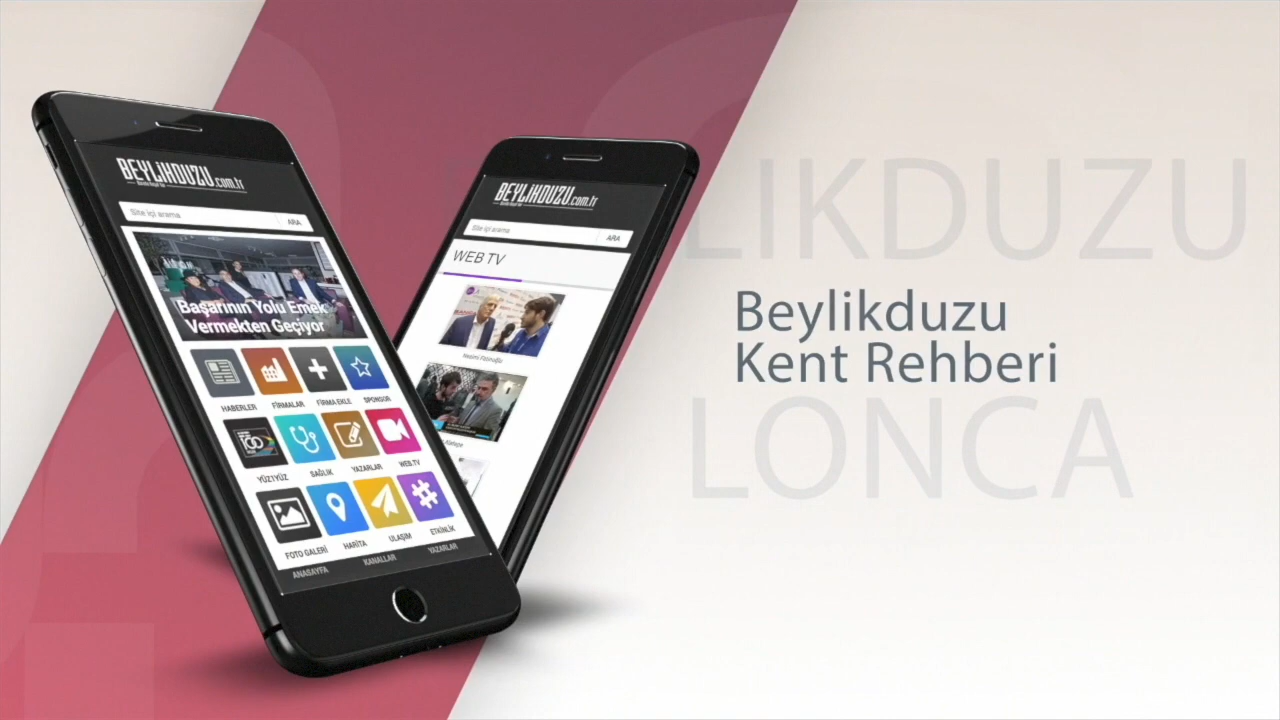 BEYLiKDUZU.com.tr
Site içi arama
ARA
Başarının Yolu Emek
Vermekten Geçiyor
HABERLER
FİRMALAR
FİRMA EKLE
SPONSOR
YÜZ1YÜZ
SAĞLIK
YAZARLAR
WEB TV
FOTO GALERİ
HARİTA
ULAŞIM
ETKİNLİK
ANASAYFA
KANALLAR
YAZARLAR
BEYLiKDUZU.com.tr
Site içi arama
ARA
WEB TV
LIKDUZU
Beylikduzu
Kent Rehberi
LONCA